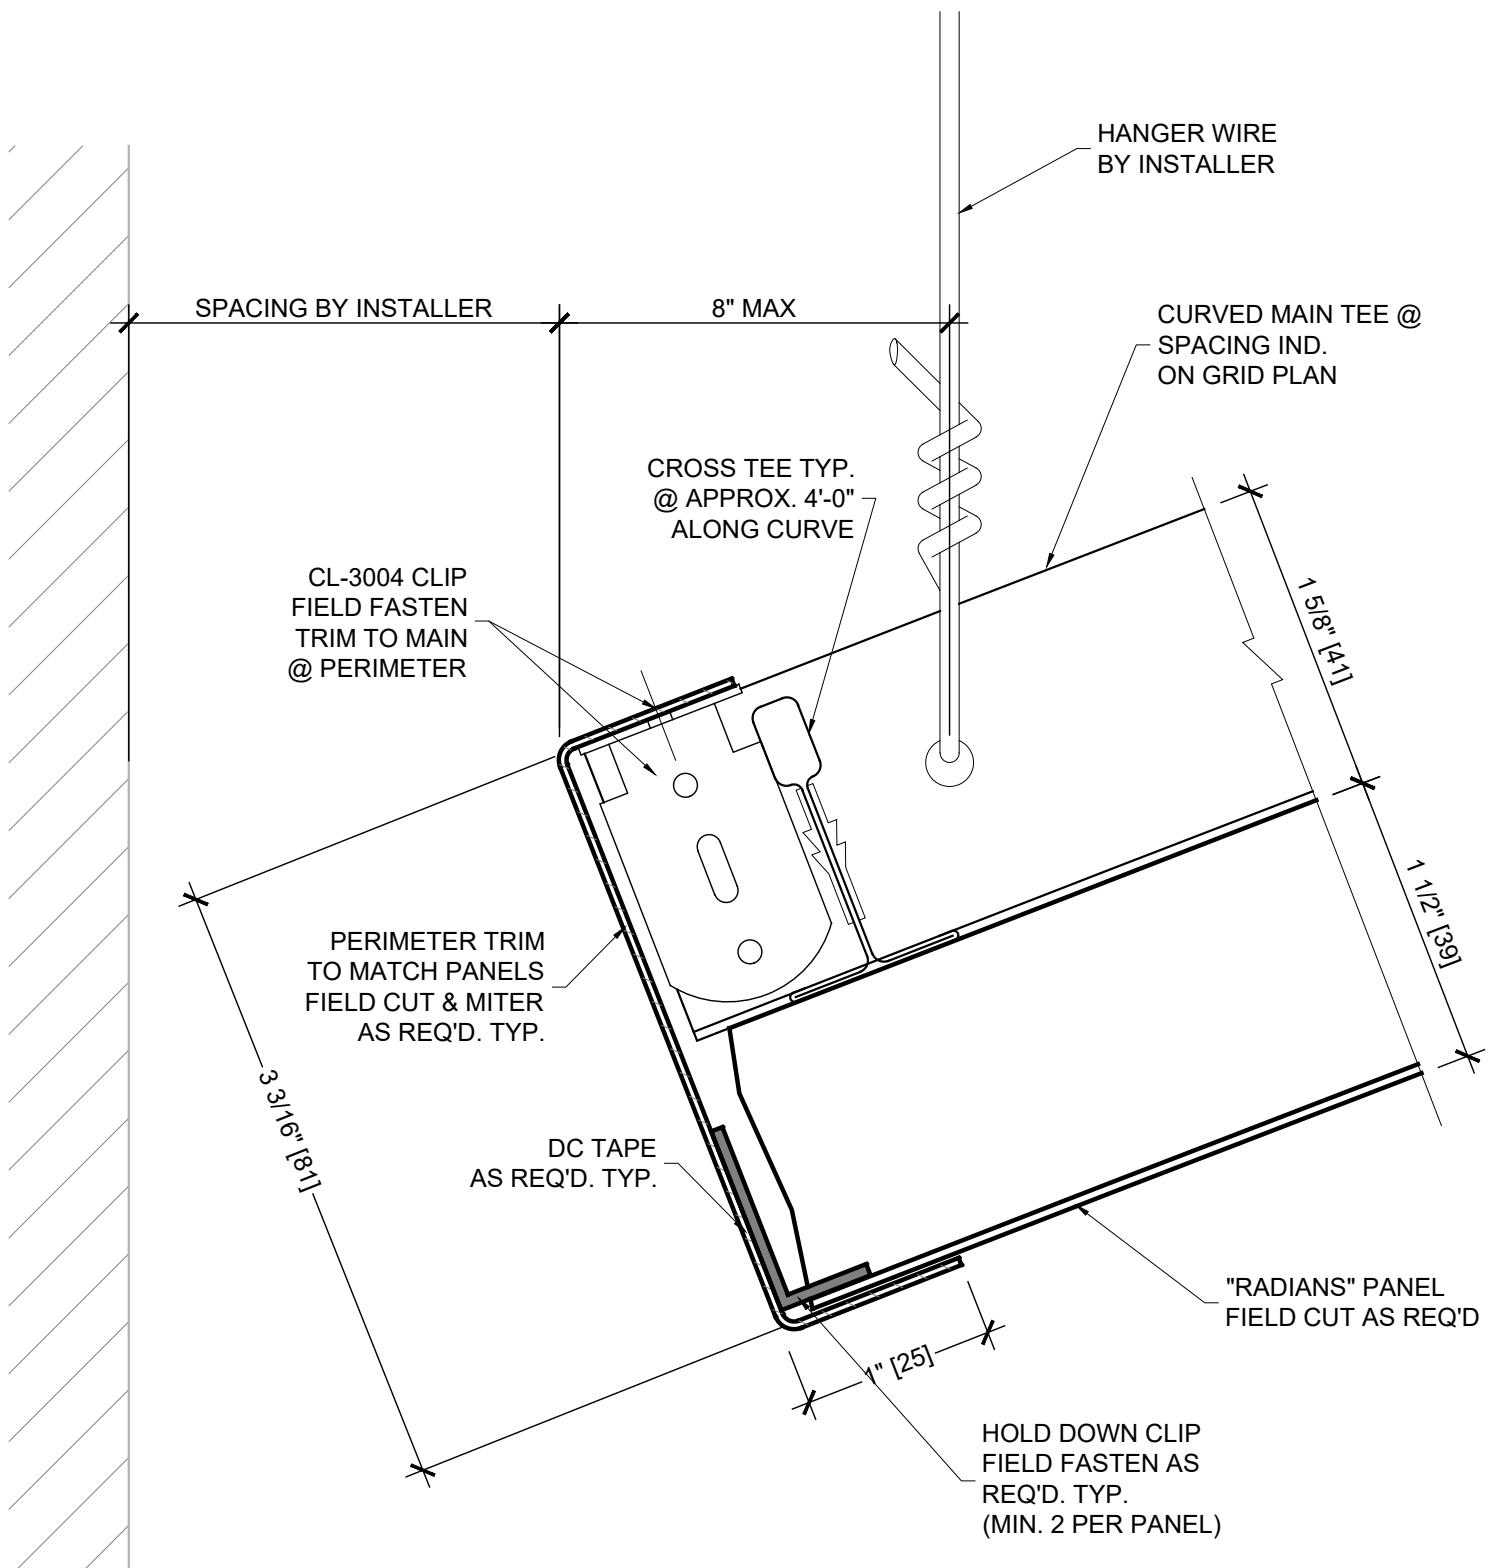 HANGER WIRE
BY INSTALLER
SPACING BY INSTALLER
8" MAX
CURVED MAIN TEE @
SPACING IND.
ON GRID PLAN
CROSS TEE TYP.
@ APPROX. 4'-0"
ALONG CURVE
CL-3004 CLIP
FIELD FASTEN
TRIM TO MAIN
@ PERIMETER
1 5/8" [41]
1 1/2" [39]
PERIMETER TRIM
TO MATCH PANELS
FIELD CUT & MITER
AS REQ'D. TYP.
3 3/16" [81]
DC TAPE
AS REQ'D. TYP.
"RADIANS" PANEL
FIELD CUT AS REQ'D
1" [25]
HOLD DOWN CLIP
FIELD FASTEN AS
REQ'D. TYP.
(MIN. 2 PER PANEL)